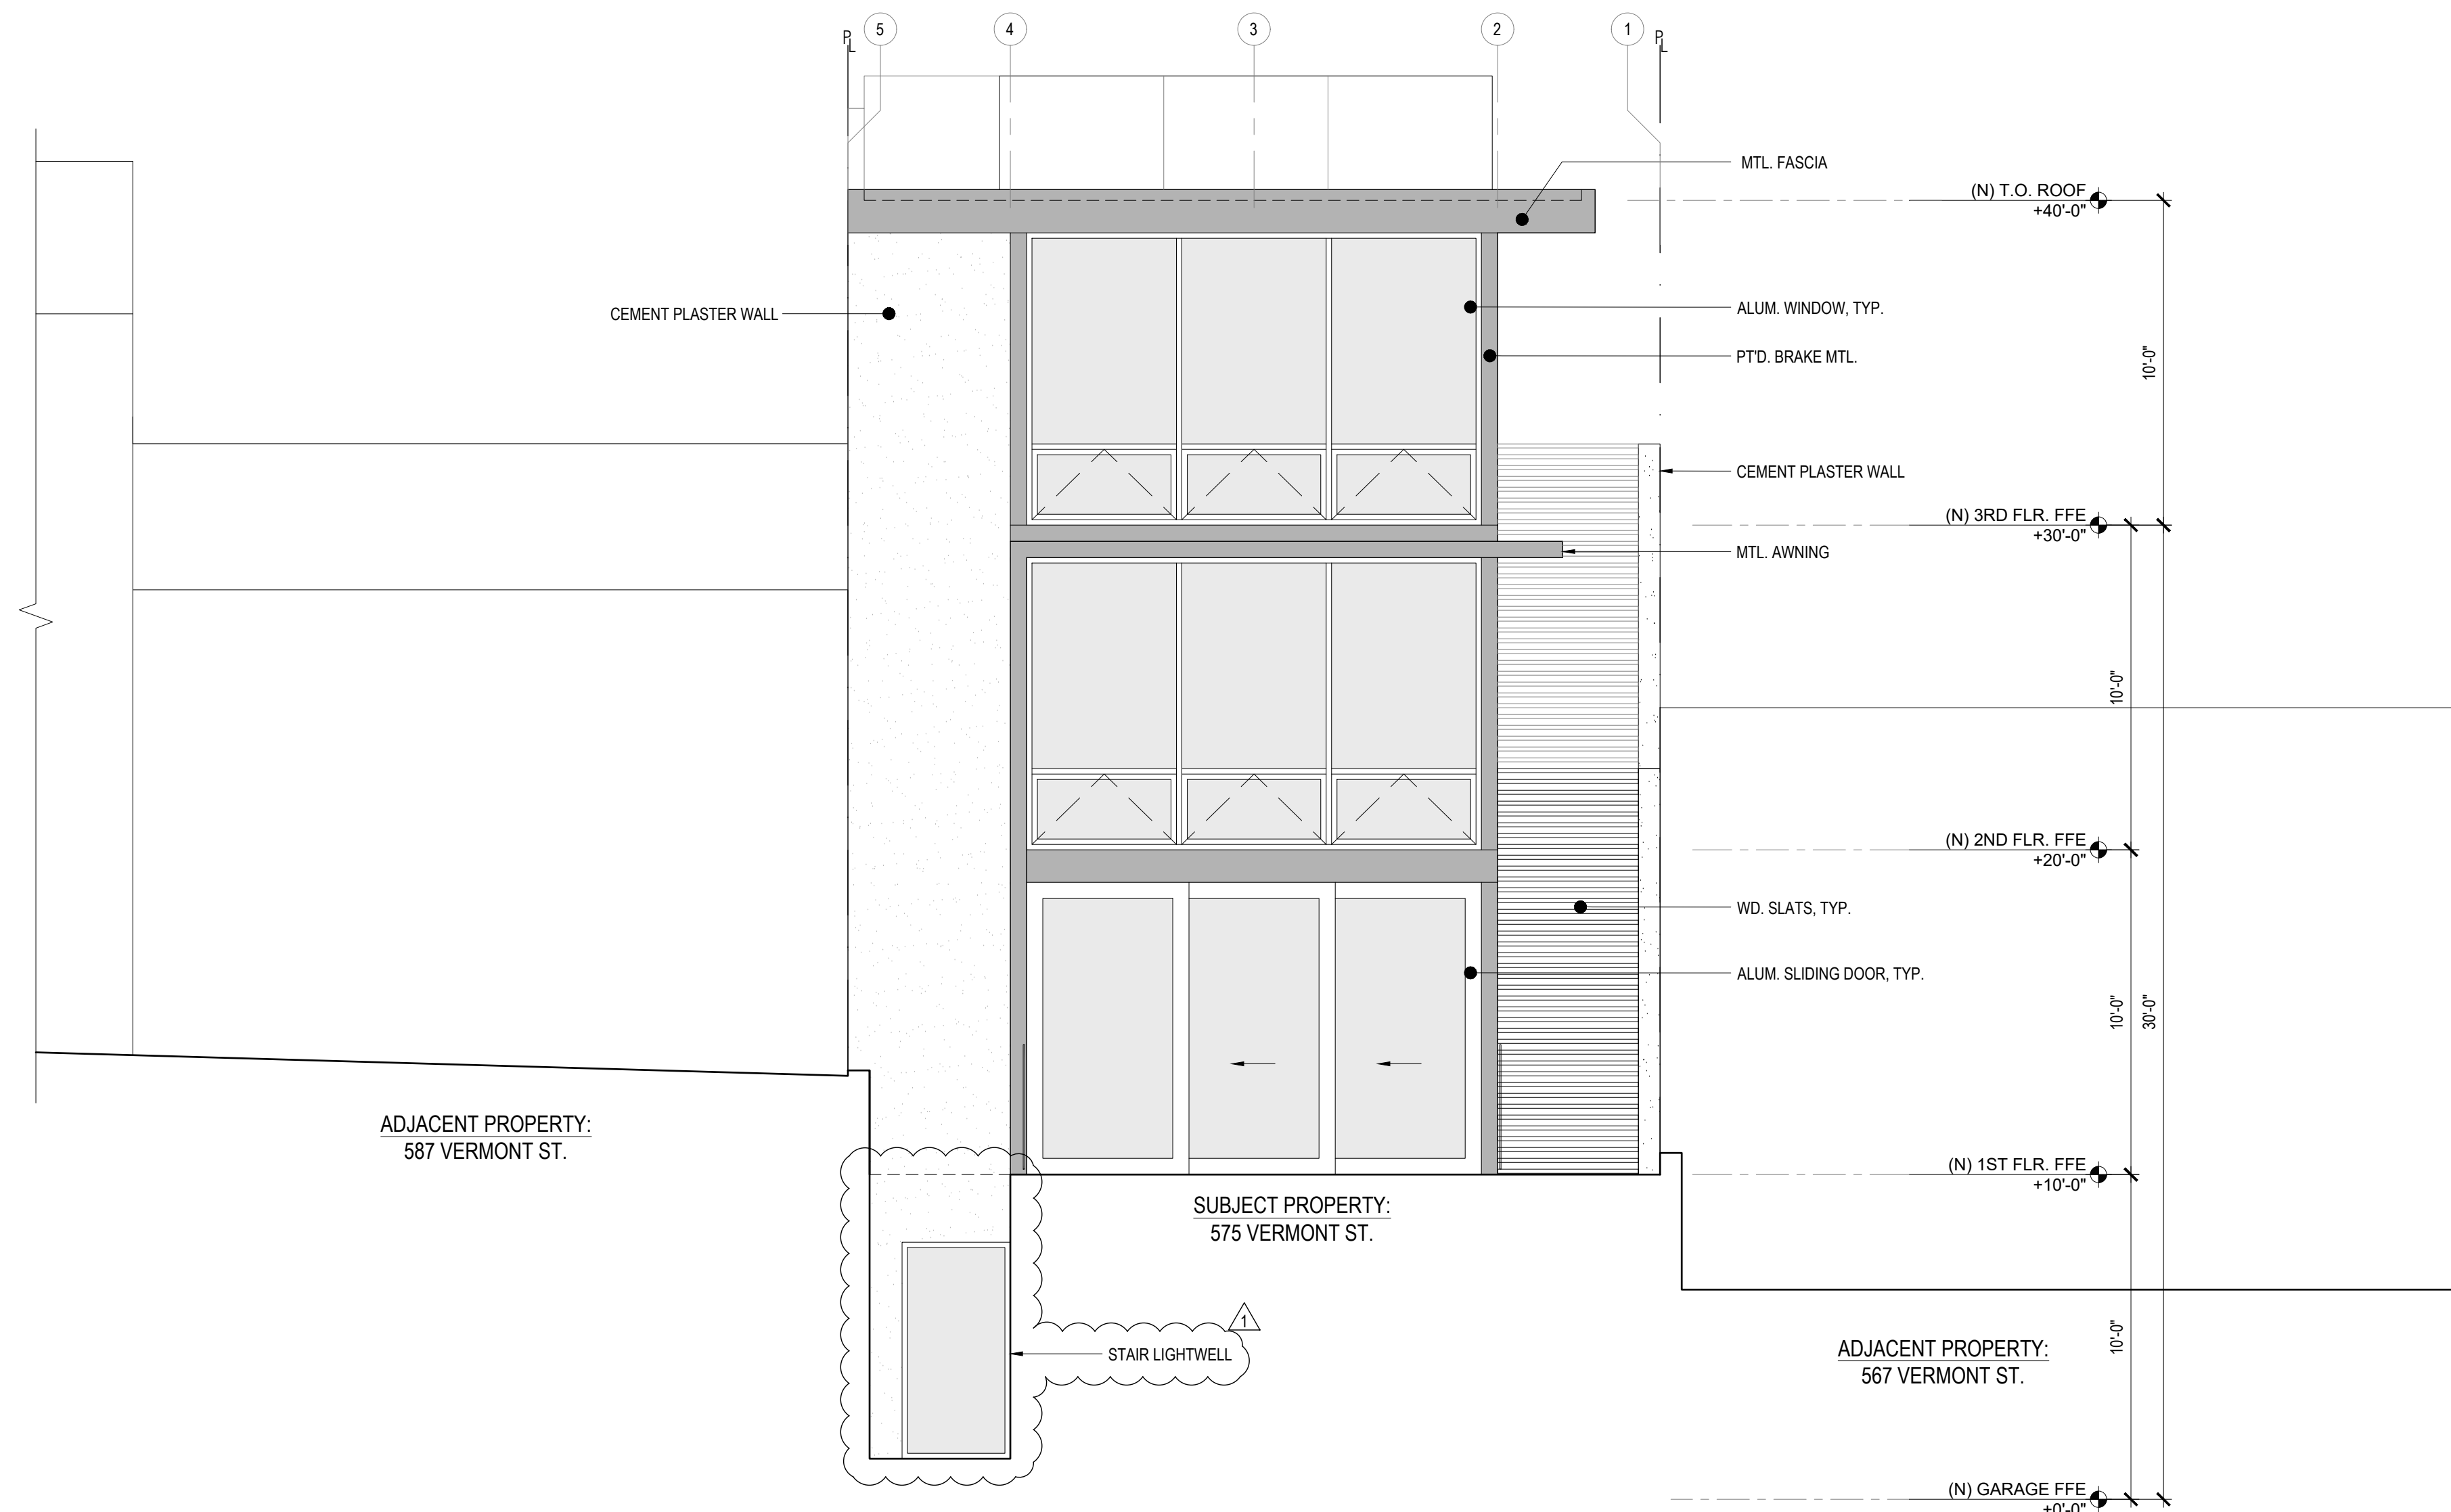 P
L
5
4
3
2
1
P
L
MTL. FASCIA
(N) T.O. ROOF
+40'-0"
CEMENT PLASTER WALL
ALUM. WINDOW, TYP.
PT'D. BRAKE MTL.
10'-0"
CEMENT PLASTER WALL
(N) 3RD FLR. FFE
+30'-0"
MTL. AWNING
10'-0"
(N) 2ND FLR. FFE
+20'-0"
WD. SLATS, TYP.
ALUM. SLIDING DOOR, TYP.
10'-0"
30'-0"
ADJACENT PROPERTY:
587 VERMONT ST.
(N) 1ST FLR. FFE
+10'-0"
SUBJECT PROPERTY:
575 VERMONT ST.
1
STAIR LIGHTWELL
10'-0"
ADJACENT PROPERTY:
567 VERMONT ST.
(N) GARAGE FFE
+0'-0"